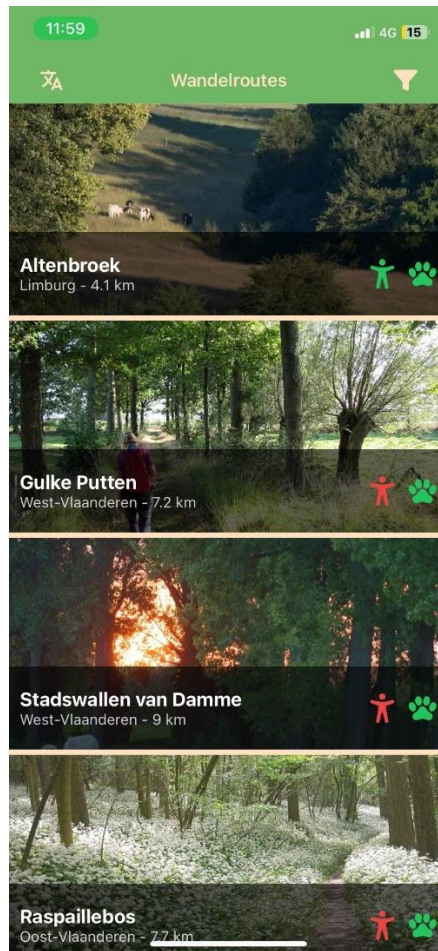 11:59
4G 15
Wandelroutes
Altenbroek
Limburg - 4.1 km
Gulke Putten
West-Vlaanderen - 7.2 km
Stadswallen van Damme
West-Vlaanderen - 9 km
Raspaillebos
Oost-Vlaanderen - 7.7 km